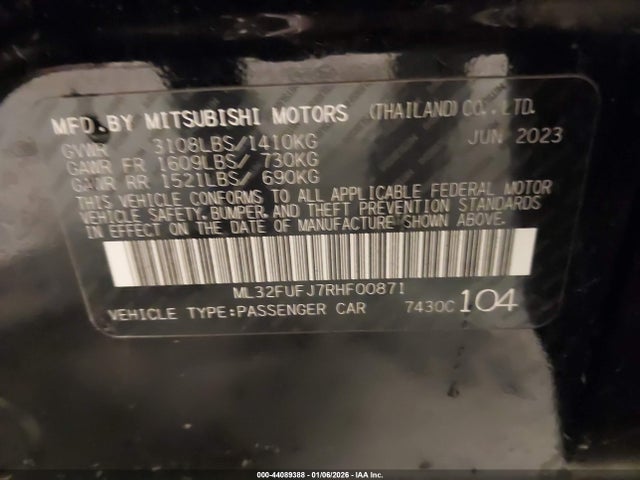 MFD. BY MITSUBISHI MOTORS (THAILAND) CO., LTD.
GVWR 3108LBS/1410KG JUN 2023
GAWR FR 1609LBS/ 730KG
GAWR RR 1521LBS/ 690KG
THIS VEHICLE CONFORMS TO ALL APPLICABLE FEDERAL MOTOR
VEHICLE SAFETY, BUMPER, AND THEFT PREVENTION STANDARDS
IN EFFECT ON THE DATE OF MANUFACTURE SHOWN ABOVE.
ML32FUFJ7RHF00871
VEHICLE TYPE:PASSENGER CAR 7430C 104
000-44089388 - 01/06/2026 - IAA Inc.